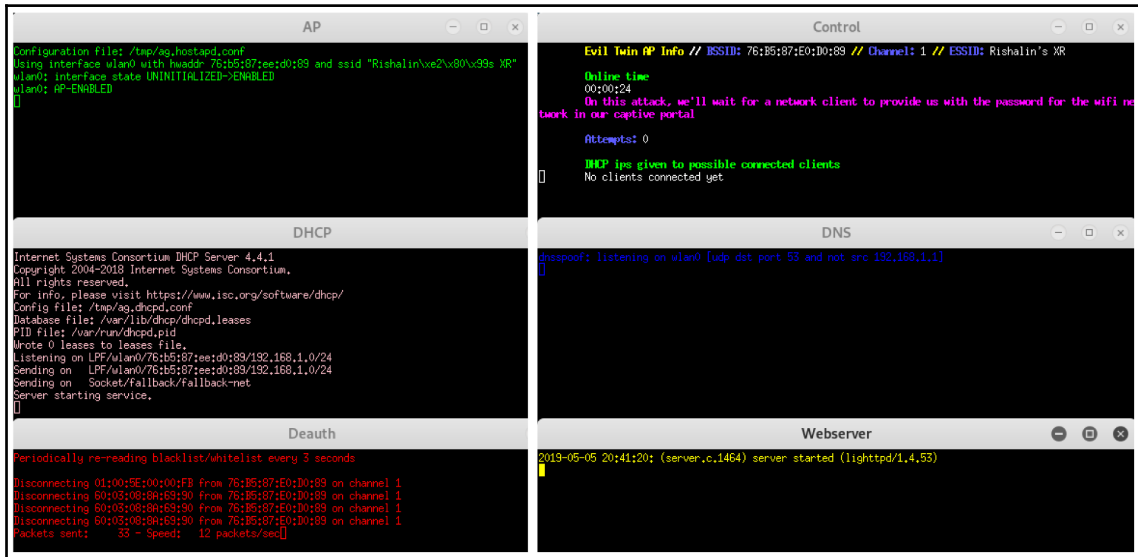 AP
Configuration file: /tmp/ag.hostapd.conf
Using interface wlan0 with hwaddr 76:b5:87:ee:d0:89 and ssid "Rishalin\xe2\x80\x99s XR"
wlan0: interface state UNINITIALIZED->ENABLED
wlan0: AP-ENABLED
Control
Evil Twin AP Info // BSSID: 76:B5:87:E0:D0:89 // Channel: 1 // ESSID: Rishalin's XR
Online time
00:00:24
On this attack, we'll wait for a network client to provide us with the password for the wifi ne
twork in our captive portal
Attempts: 0
DHCP ips given to possible connected clients
No clients connected yet
DHCP
Internet Systems Consortium DHCP Server 4.4.1
Copyright 2004-2018 Internet Systems Consortium.
All rights reserved.
For info, please visit https://www.isc.org/software/dhcp/
Config file: /tmp/ag.dhcpd.conf
Database file: /var/lib/dhcp/dhcpd.leases
PID file: /var/run/dhcpd.pid
Wrote 0 leases to leases file.
Listening on LPF/wlan0/76:b5:87:ee:d0:89/192.168.1.0/24
Sending on   LPF/wlan0/76:b5:87:ee:d0:89/192.168.1.0/24
Sending on   Socket/fallback/fallback-net
Server starting service.
DNS
dnsspoof: listening on wlan0 [udp dst port 53 and not src 192.168.1.1]
Deauth
Periodically re-reading blacklist/whitelist every 3 seconds
Disconnecting 01:00:5E:00:00:FB from 76:B5:87:E0:D0:89 on channel 1
Disconnecting 60:03:08:8A:69:90 from 76:B5:87:E0:D0:89 on channel 1
Disconnecting 60:03:08:8A:69:90 from 76:B5:87:E0:D0:89 on channel 1
Disconnecting 60:03:08:8A:69:90 from 76:B5:87:E0:D0:89 on channel 1
Packets sent:     33 - Speed:   12 packets/sec
Webserver
2019-05-05 20:41:20: (server.c.1464) server started (lighttpd/1.4.53)